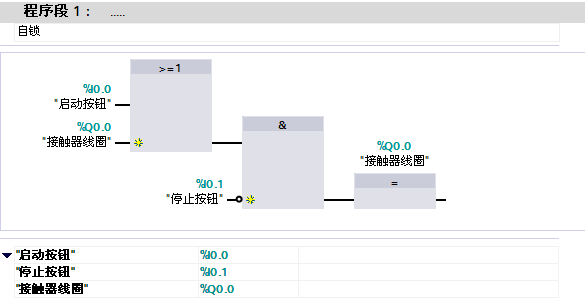 程序段 1： .....
自锁
>=1
%I0.0
"启动按钮"
%Q0.0
"接触器线圈"
&
%Q0.0
"接触器线圈"
=
%I0.1
"停止按钮"
"启动按钮" %I0.0
"停止按钮" %I0.1
"接触器线圈" %Q0.0